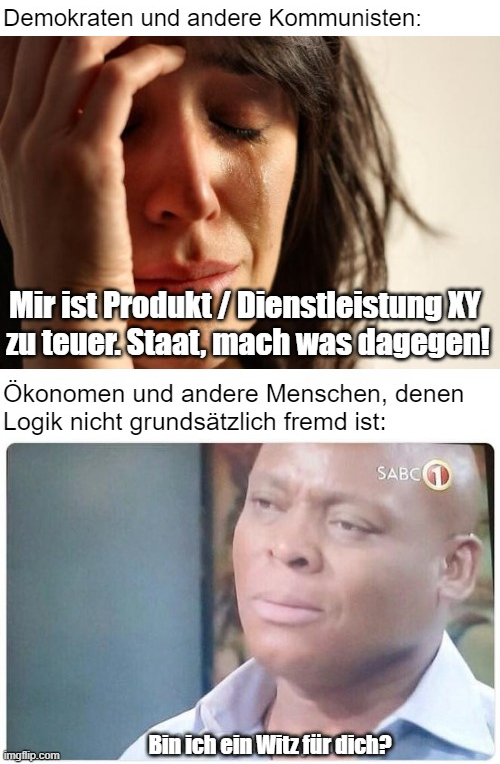 Demokraten und andere Kommunisten:
Mir ist Produkt / Dienstleistung XY
zu teuer. Staat, mach was dagegen!
Ökonomen und andere Menschen, denen
Logik nicht grundsätzlich fremd ist:
SABC 1
Bin ich ein Witz für dich?
imgflip.com